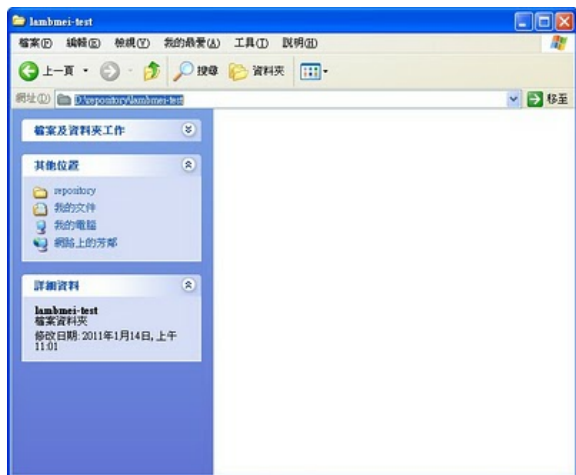 lambmei-test
檔案(F) 編輯(E) 檢視(V) 我的最愛(A) 工具(T) 說明(H)
上一頁 搜尋 資料夾
網址(D) D:\repository\lambmei-test 移至
檔案及資料夾工作
其他位置
repository
我的文件
我的電腦
網路上的芳鄰
詳細資料
lambmei-test
檔案資料夾
修改日期: 2011年1月14日, 上午
11:01